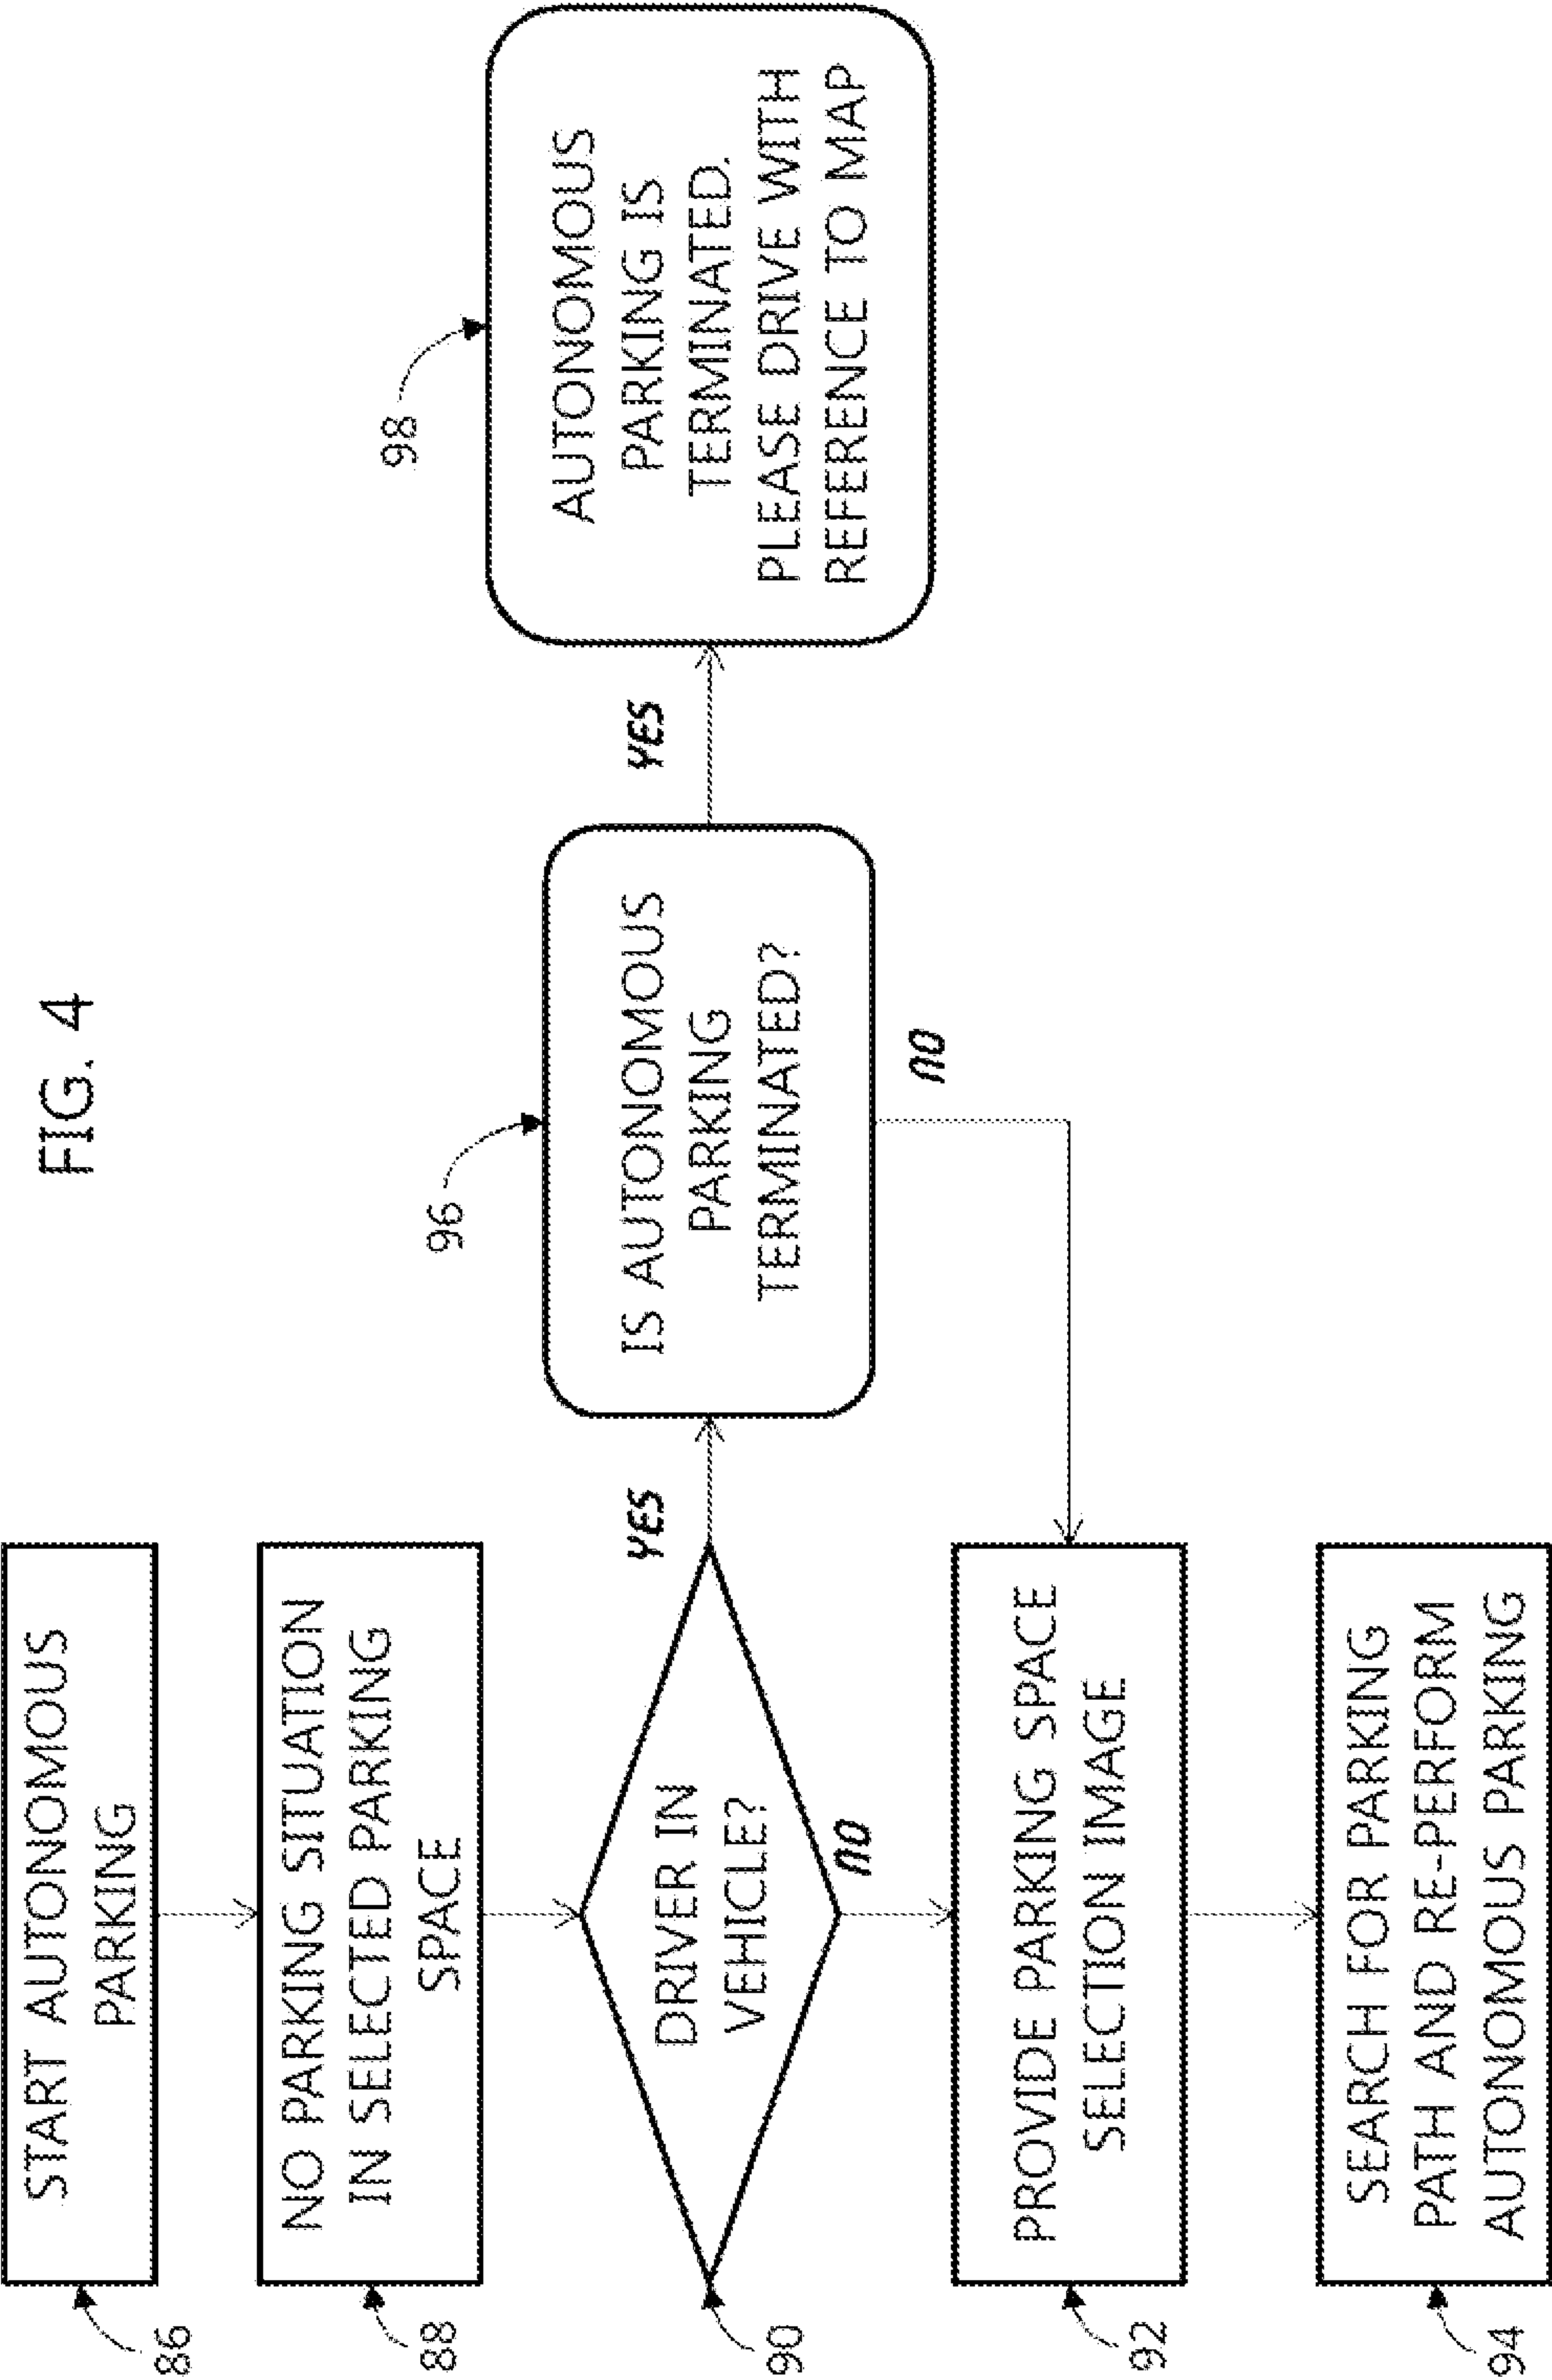 FIG. 4
86
START AUTONOMOUS
PARKING
88
NO PARKING SITUATION
IN SELECTED PARKING
SPACE
90
DRIVER IN
VEHICLE?
YES
NO
96
IS AUTONOMOUS
PARKING
TERMINATED?
YES
NO
98
AUTONOMOUS
PARKING IS
TERMINATED.
PLEASE DRIVE WITH
REFERENCE TO MAP
92
PROVIDE PARKING SPACE
SELECTION IMAGE
94
SEARCH FOR PARKING
PATH AND RE-PERFORM
AUTONOMOUS PARKING